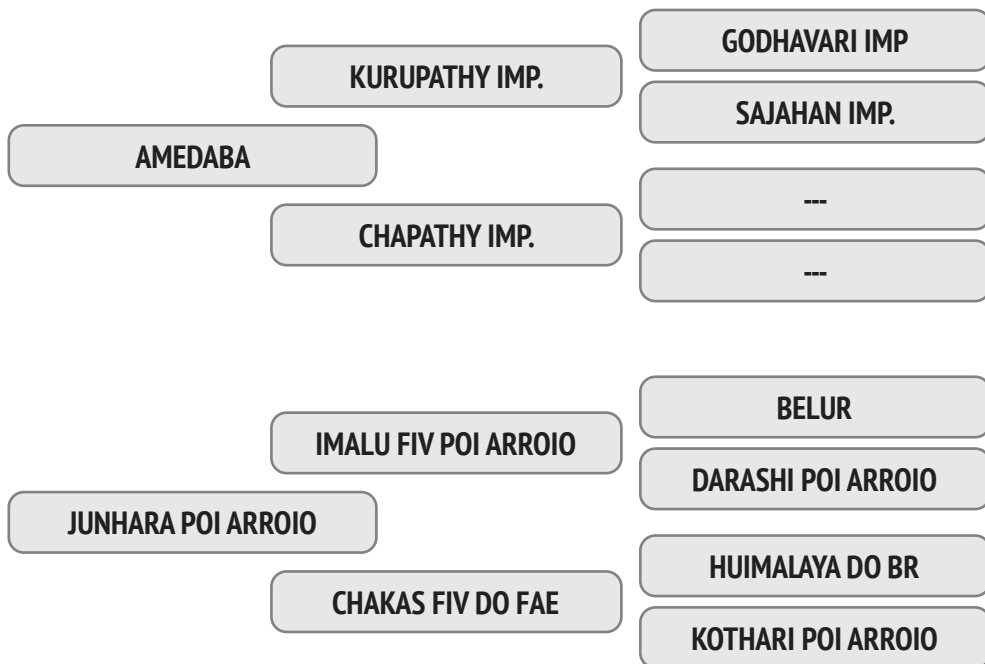 GODHAVARI IMP
KURUPATHY IMP.
SAJAHAN IMP.
AMEDABA
---
CHAPATHY IMP.
---
BELUR
IMALU FIV POI ARROIO
DARASHI POI ARROIO
JUNHARA POI ARROIO
HUIMALAYA DO BR
CHAKAS FIV DO FAE
KOTHARI POI ARROIO